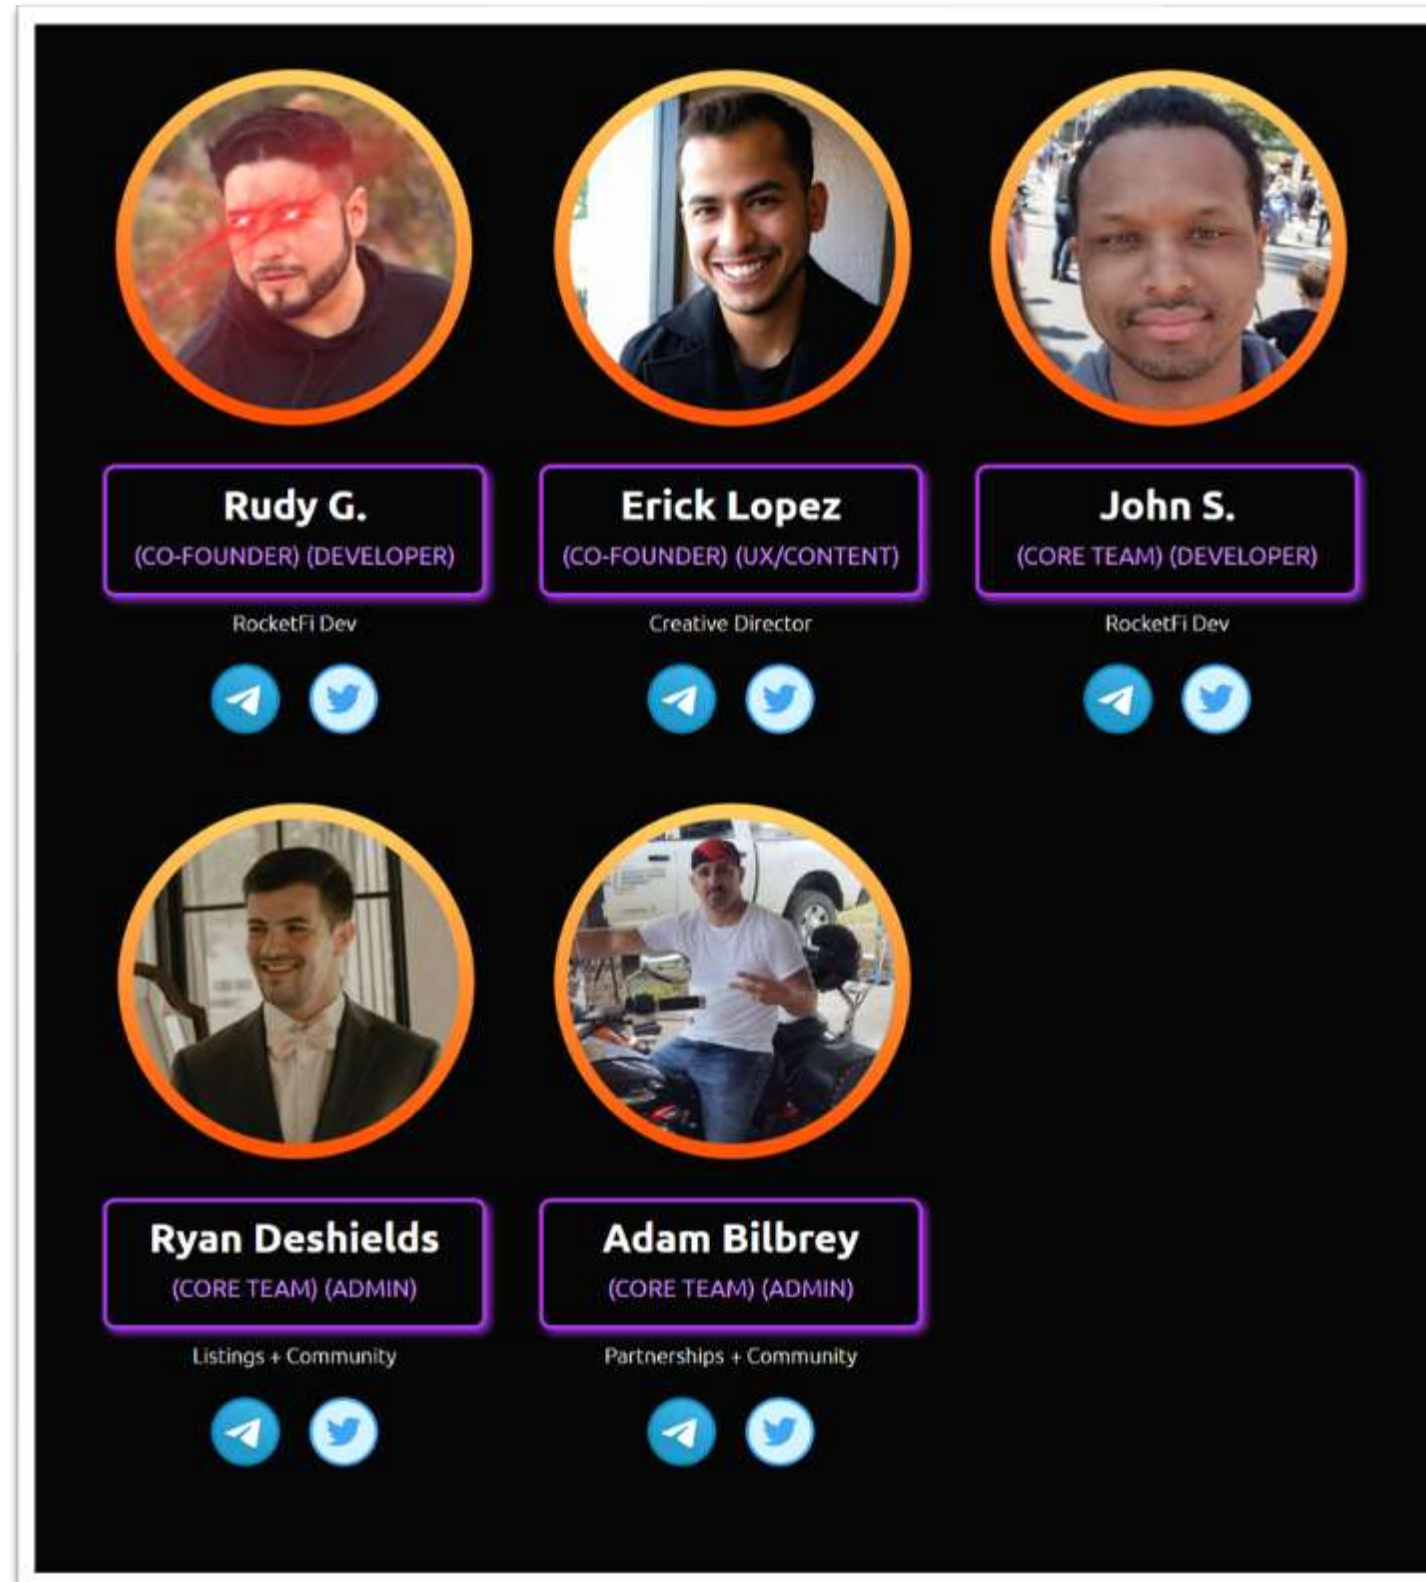 Rudy G.
(CO-FOUNDER) (DEVELOPER)
RocketFi Dev
Erick Lopez
(CO-FOUNDER) (UX/CONTENT)
Creative Director
John S.
(CORE TEAM) (DEVELOPER)
RocketFi Dev
Ryan Deshields
(CORE TEAM) (ADMIN)
Listings + Community
Adam Bilbrey
(CORE TEAM) (ADMIN)
Partnerships + Community